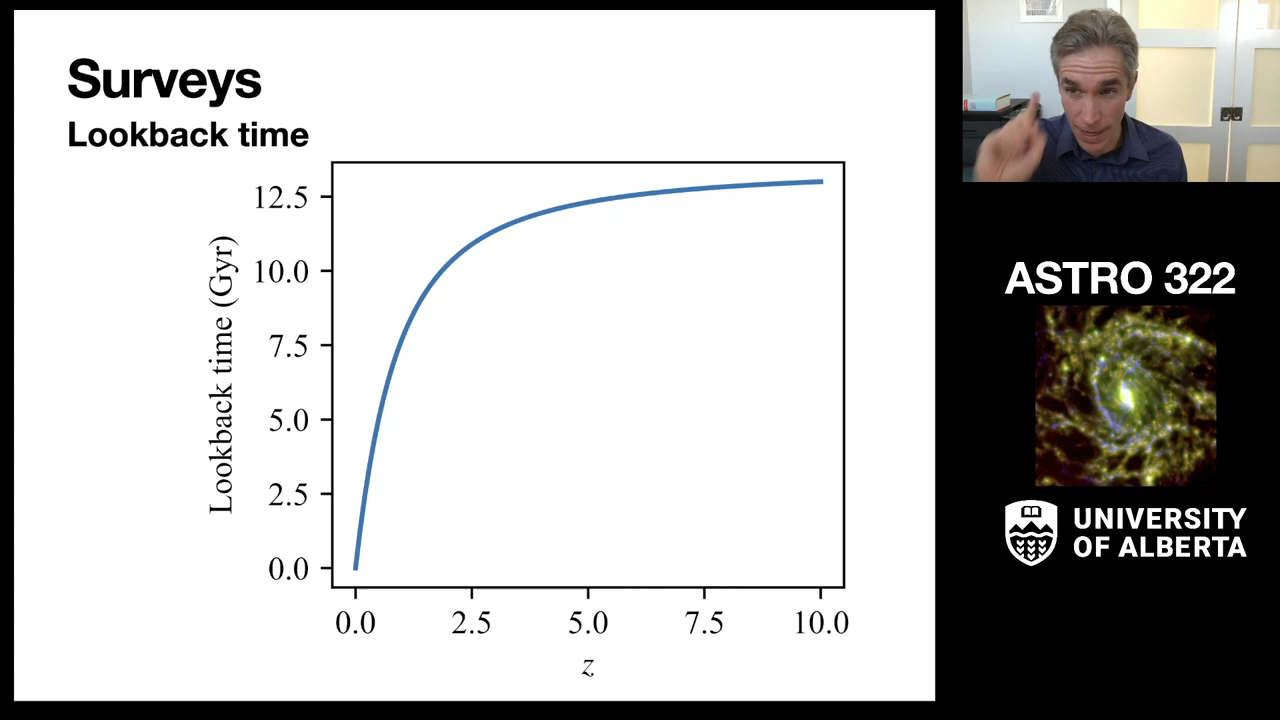 Surveys
Lookback time
Lookback time (Gyr)
12.5
10.0
7.5
5.0
2.5
0.0
0.0 2.5 5.0 7.5 10.0
z
ASTRO 322
UNIVERSITY
OF ALBERTA